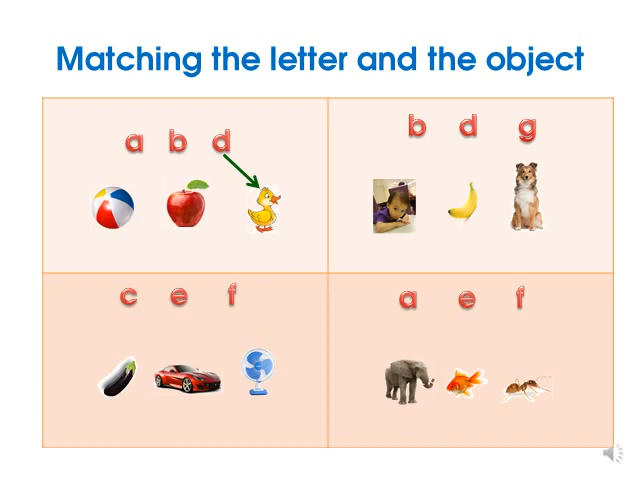 Matching the letter and the object
a b d
b d g
c e f
a e f